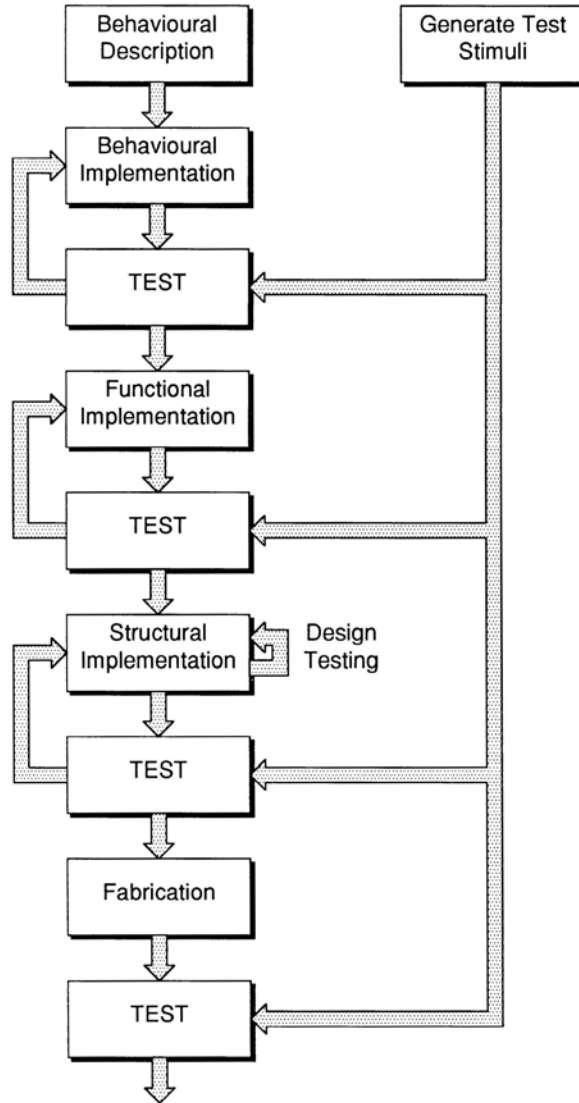 Behavioural
Description
Generate Test
Stimuli
Behavioural
Implementation
TEST
Functional
Implementation
TEST
Structural
Implementation
Design
Testing
TEST
Fabrication
TEST